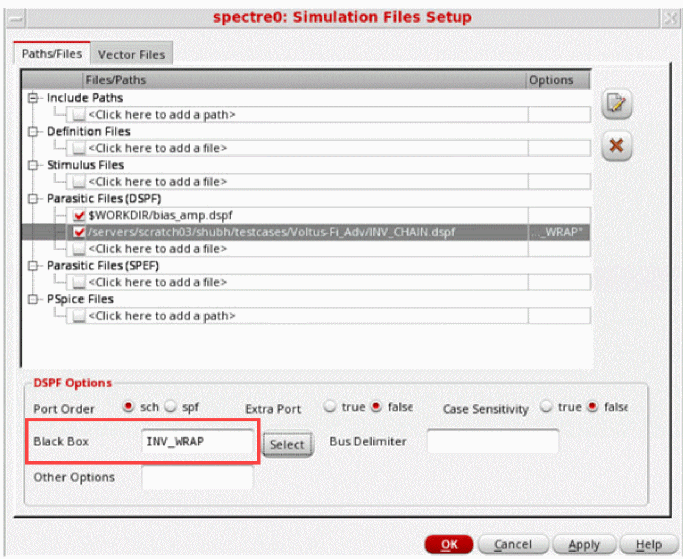 spectre0: Simulation Files Setup
Paths/Files Vector Files
Files/Paths Options
Include Paths
<Click here to add a path>
Definition Files
<Click here to add a file>
Stimulus Files
<Click here to add a file>
Parasitic Files (DSPF)
$WORKDIR/bias_amp.dspf
/servers/scratch03/shubh/testcases/Voltus-Fi_Adv/INV_CHAIN.dspf ..._WRAP"
<Click here to add a file>
Parasitic Files (SPEF)
<Click here to add a file>
PSpice Files
<Click here to add a path>
DSPF Options
Port Order sch spf Extra Port true false Case Sensitivity true false
Black Box INV_WRAP Select Bus Delimiter
Other Options
OK Cancel Apply Help